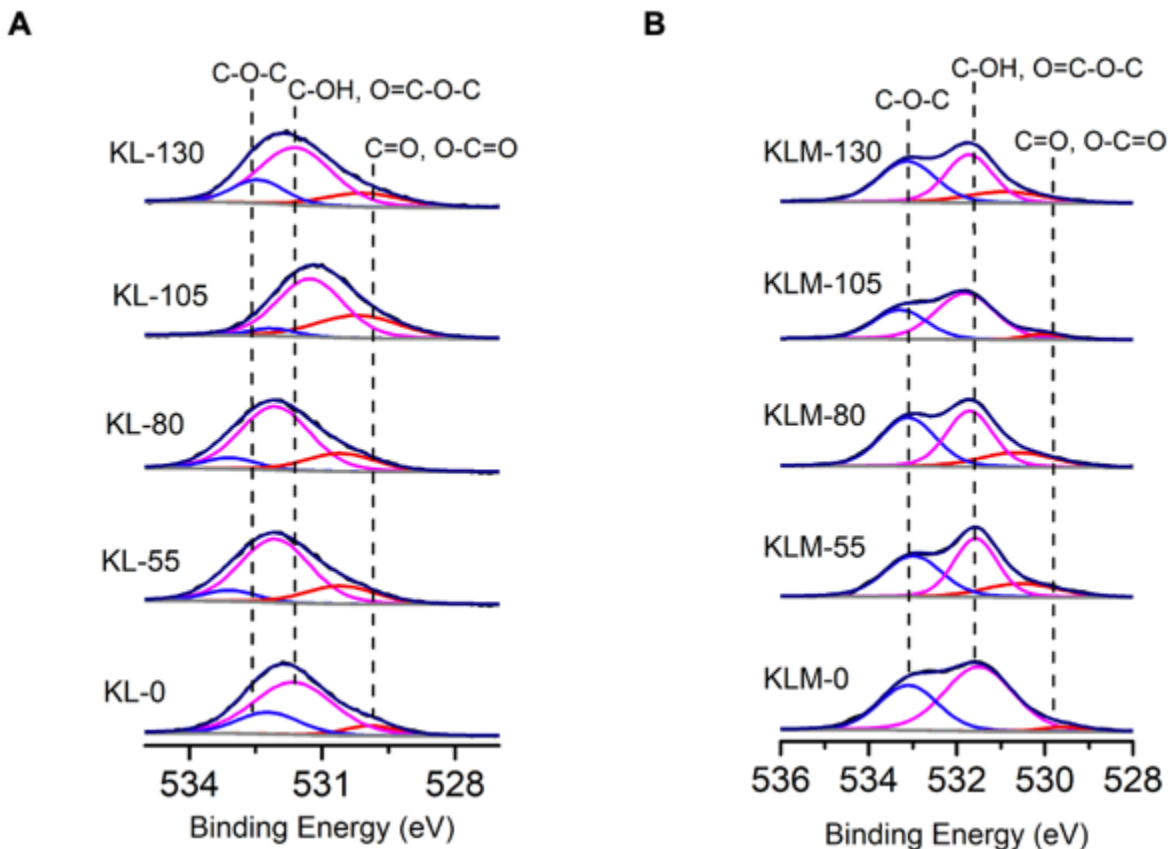 A
C-O-C
C-OH, O=C-O-C
C=O, O-C=O
KL-130
KL-105
KL-80
KL-55
KL-0
534 531 528
Binding Energy (eV)
B
C-OH, O=C-O-C
C-O-C
C=O, O-C=O
KLM-130
KLM-105
KLM-80
KLM-55
KLM-0
536 534 532 530 528
Binding Energy (eV)